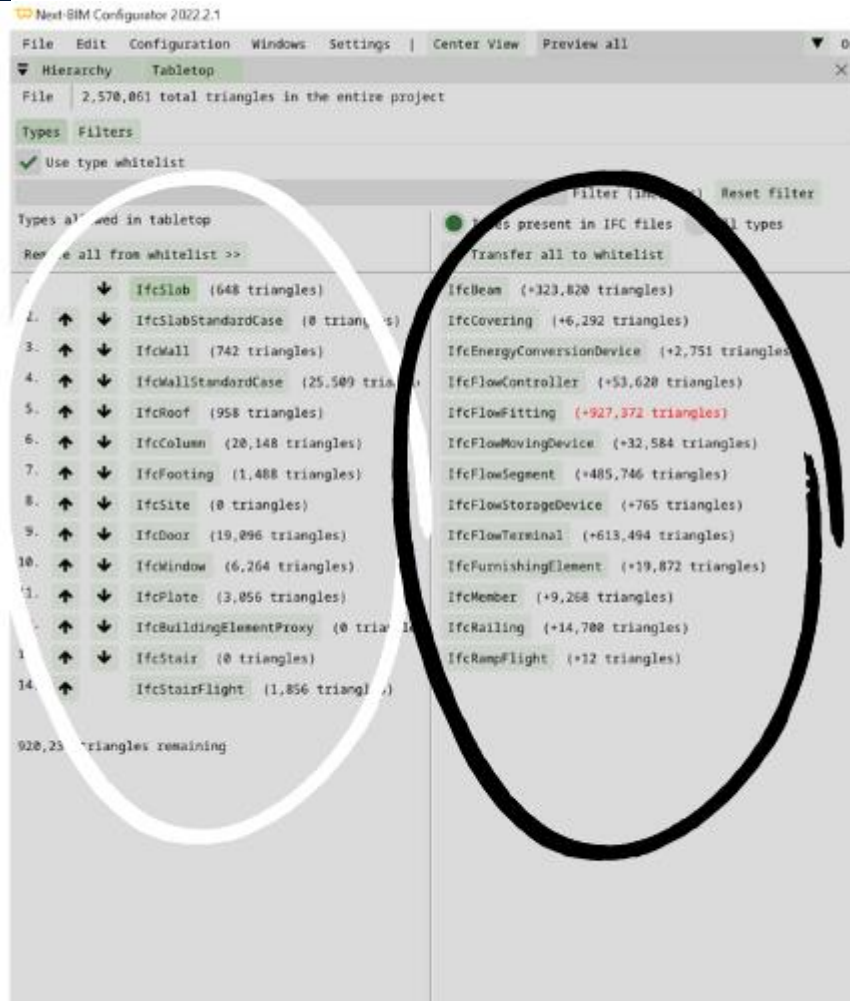 Next-BIM Configurator 2022.2.1
File Edit Configuration Windows Settings | Center View Preview all
Hierarchy Tabletop
File 2,570,061 total triangles in the entire project
Types Filters
Use type whitelist
Filter Reset filter
Types in tabletop present in IFC files types
all from whitelist >> Transfer all to whitelist
IfcSlab (648 triangles)
IfcSlabStandardCase
3. IfcWall (742 triangles)
4. IfcWallStandardCase (25,509
5. IfcRoof (958 triangles)
6. IfcColumn (20,148 triangles)
7. IfcFooting (1,488 triangles)
8. IfcSite (0 triangles)
9. IfcDoor (19,096 triangles)
10. IfcWindow (6,264 triangles)
IfcPlate (3,056 triangles)
IfcBuildingElementProxy (0
IfcStair (0 triangles)
14. IfcStairFlight (1,856
triangles remaining
IfcBeam (+323,820 triangles)
IfcCovering (+6,292 triangles)
IfcEnergyConversionDevice (+2,751 triangles
IfcFlowController (+53,620 triangles)
IfcFlowFitting (+927,372 triangles)
IfcFlowMovingDevice (+32,584 triangles)
IfcFlowSegment (+485,746 triangles)
IfcFlowStorageDevice (+765 triangles)
IfcFlowTerminal (+613,494 triangles)
IfcFurnishingElement (+19,872 triangles)
IfcMember (+9,268 triangles)
IfcRailing (+14,700 triangles)
IfcRampFlight (+12 triangles)